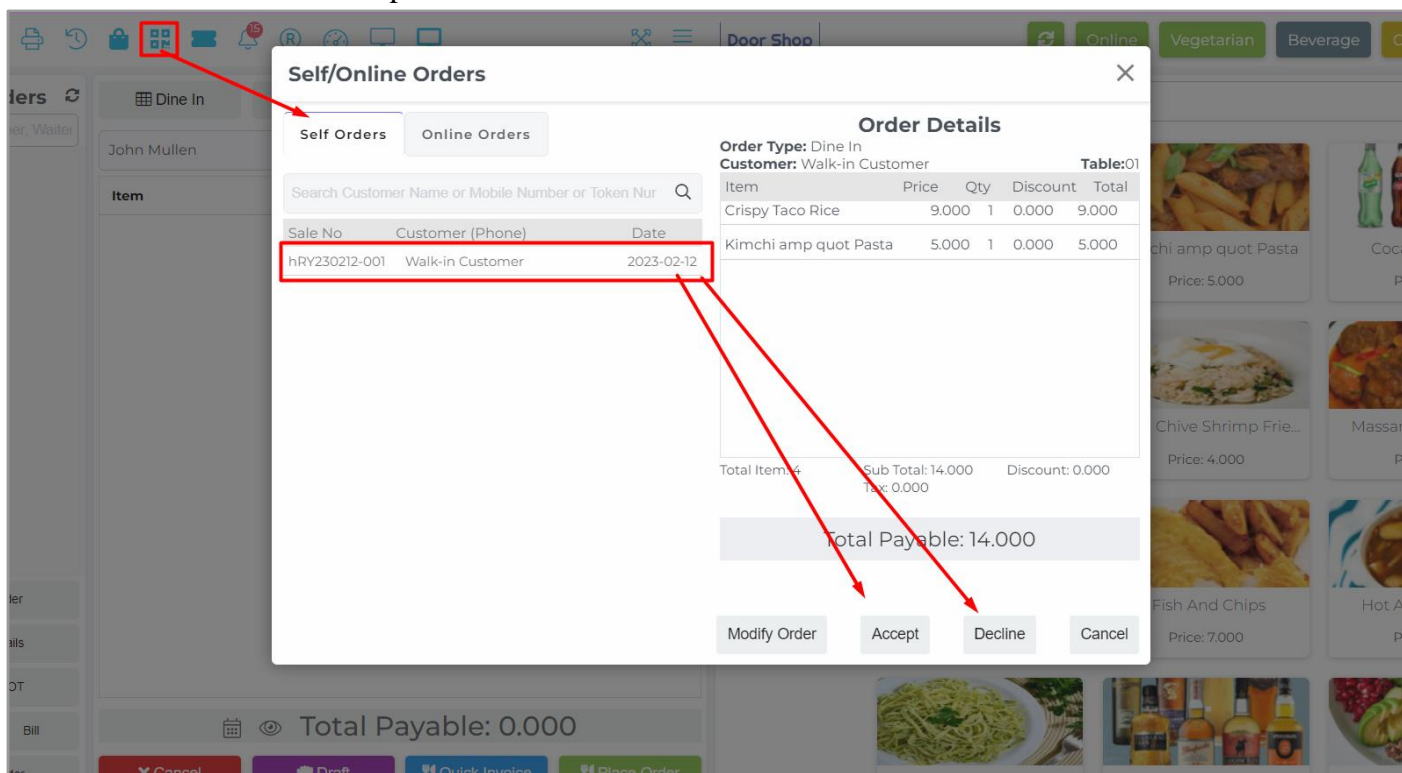 15
Door Shop
Online
Vegetarian
Beverage
Self/Online Orders
Dine In
Self Orders
Online Orders
Order Details
Order Type: Dine In
Customer: Walk-in Customer Table:01
John Mullen
Search Customer Name or Mobile Number or Token Nur
Item Price Qty Discount Total
Item
Crispy Taco Rice 9.000 1 0.000 9.000
Sale No Customer (Phone) Date
Kimchi amp quot Pasta 5.000 1 0.000 5.000
hRY230212-001 Walk-in Customer 2023-02-12
chi amp quot Pasta
Price: 5.000
Chive Shrimp Frie...
Price: 4.000
Total Item: 4 Sub Total: 14.000 Discount: 0.000
Tax: 0.000
Total Payable: 14.000
Fish And Chips
Price: 7.000
Modify Order Accept Decline Cancel
Bill
Total Payable: 0.000
Cancel Draft Quick Invoice Place Order